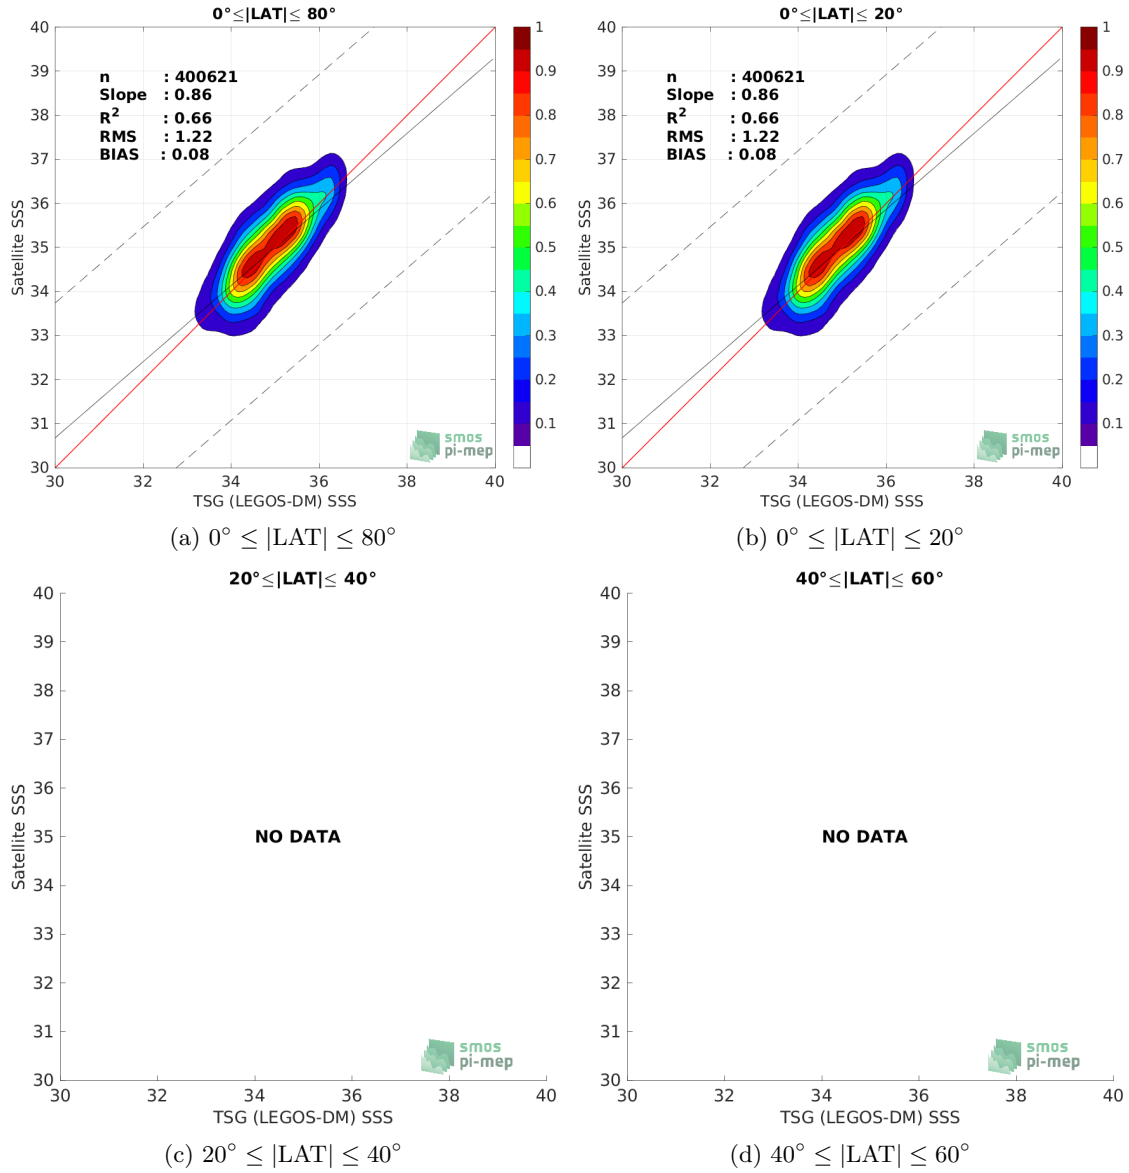 0°≤|LAT|≤ 80°
40
39
38
37
36
35
34
33
32
31
30
Satellite SSS
n : 400621
Slope : 0.86
R² : 0.66
RMS : 1.22
BIAS : 0.08
smos
pi-mep
30 32 34 36 38 40
TSG (LEGOS-DM) SSS
1
0.9
0.8
0.7
0.6
0.5
0.4
0.3
0.2
0.1
(a) 0° ≤ |LAT| ≤ 80°
0°≤|LAT|≤ 20°
40
39
38
37
36
35
34
33
32
31
30
Satellite SSS
n : 400621
Slope : 0.86
R² : 0.66
RMS : 1.22
BIAS : 0.08
smos
pi-mep
30 32 34 36 38 40
TSG (LEGOS-DM) SSS
1
0.9
0.8
0.7
0.6
0.5
0.4
0.3
0.2
0.1
(b) 0° ≤ |LAT| ≤ 20°
20°≤|LAT|≤ 40°
40
39
38
37
36
35
34
33
32
31
30
Satellite SSS
NO DATA
smos
pi-mep
30 32 34 36 38 40
TSG (LEGOS-DM) SSS
(c) 20° ≤ |LAT| ≤ 40°
40°≤|LAT|≤ 60°
40
39
38
37
36
35
34
33
32
31
30
Satellite SSS
NO DATA
smos
pi-mep
30 32 34 36 38 40
TSG (LEGOS-DM) SSS
(d) 40° ≤ |LAT| ≤ 60°